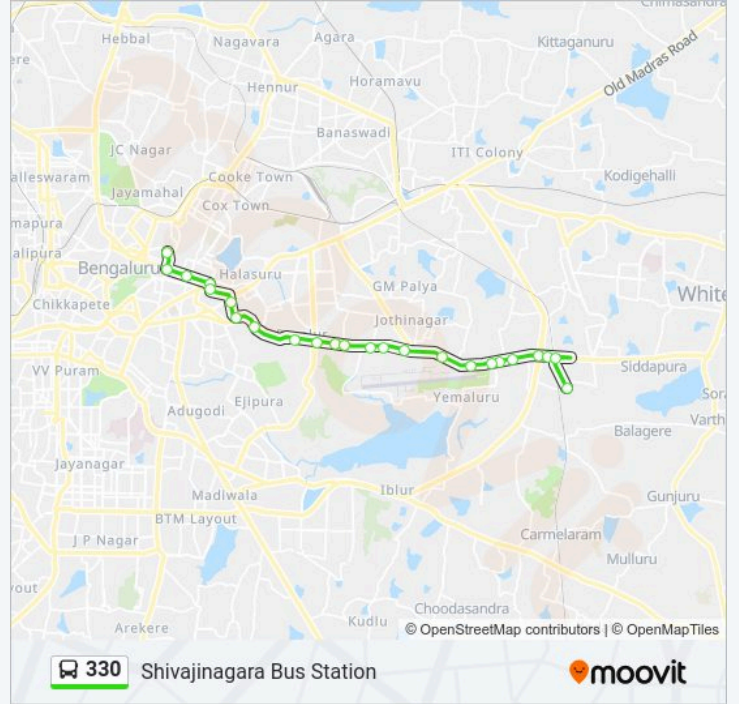 Chimasandra
Hebbal
Nagavara
Agara
Kittaganuru
ere
Old Madras Road
Hennur
Horamavu
Banaswadi
JC Nagar
ITI Colony
alleswaram
Cooke Town
Kodigehalli
Jayamahal
Cox Town
mapura
alipura
Bengaluru
Halasuru
GM Palya
White
Chikkapete
Jothinagar
lur
Siddapura
VV Puram
Ejipura
Yemaluru
Sora
Adugodi
Varth
Balagere
Jayanagar
Madiwala
Iblur
Gunjuru
BTM Layout
J P Nagar
Carmelaram
Mulluru
yout
Choodasandra
Arekere
Kudlu
© OpenStreetMap contributors | © OpenMapTiles
330 Shivajinagara Bus Station
moovit